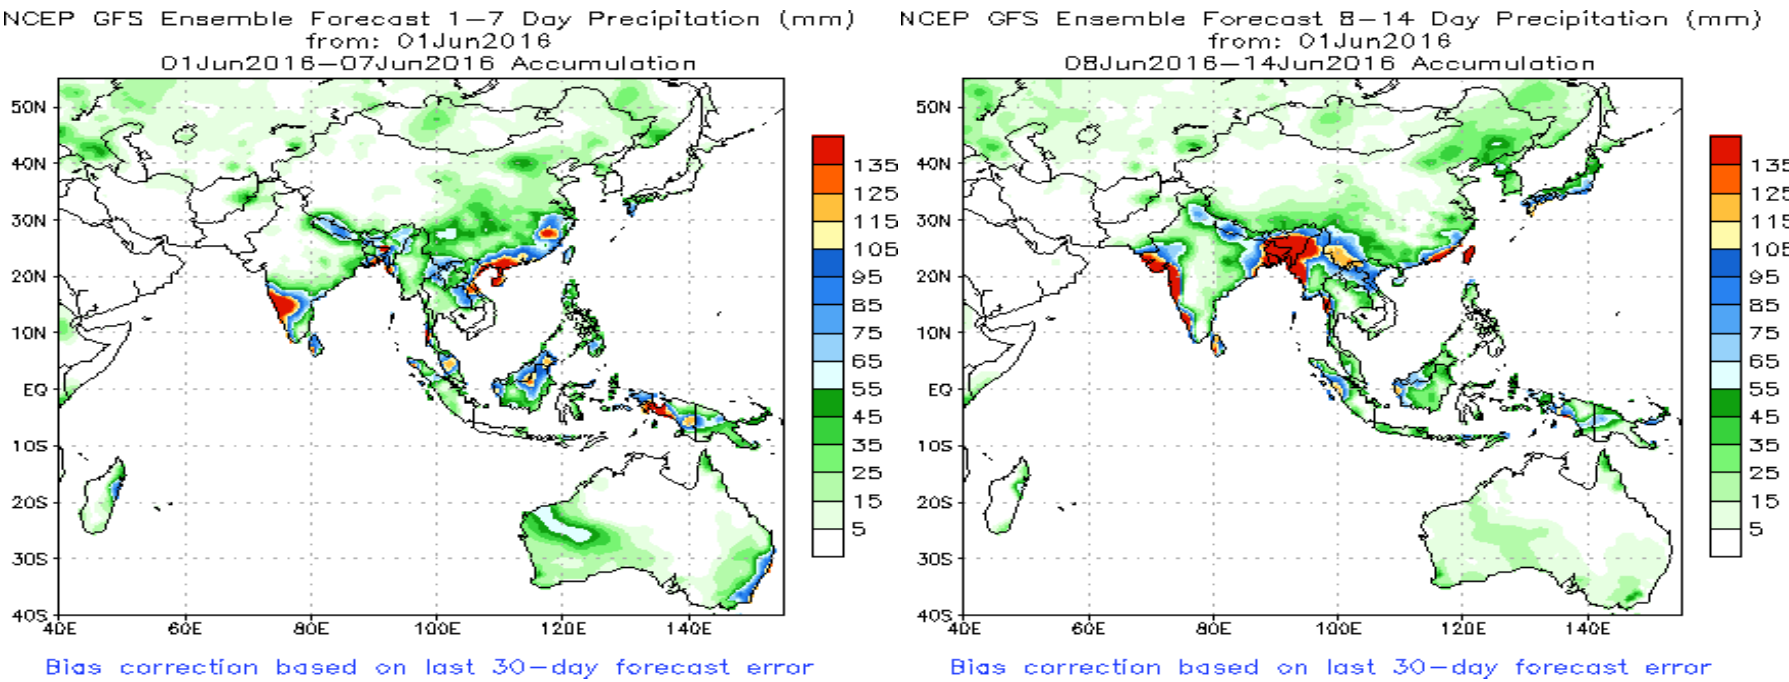 NCEP GFS Ensemble Forecast 1-7 Day Precipitation (mm)
from: 01Jun2016
01Jun2016-07Jun2016 Accumulation
50N
40N
30N
20N
10N
EQ
10S
20S
30S
40S
40E
60E
80E
100E
120E
140E
135
125
115
105
95
85
75
65
55
45
35
25
15
5
Bias correction based on last 30-day forecast error
NCEP GFS Ensemble Forecast 8-14 Day Precipitation (mm)
from: 01Jun2016
08Jun2016-14Jun2016 Accumulation
50N
40N
30N
20N
10N
EQ
10S
20S
30S
40S
40E
60E
80E
100E
120E
140E
135
125
115
105
95
85
75
65
55
45
35
25
15
5
Bias correction based on last 30-day forecast error